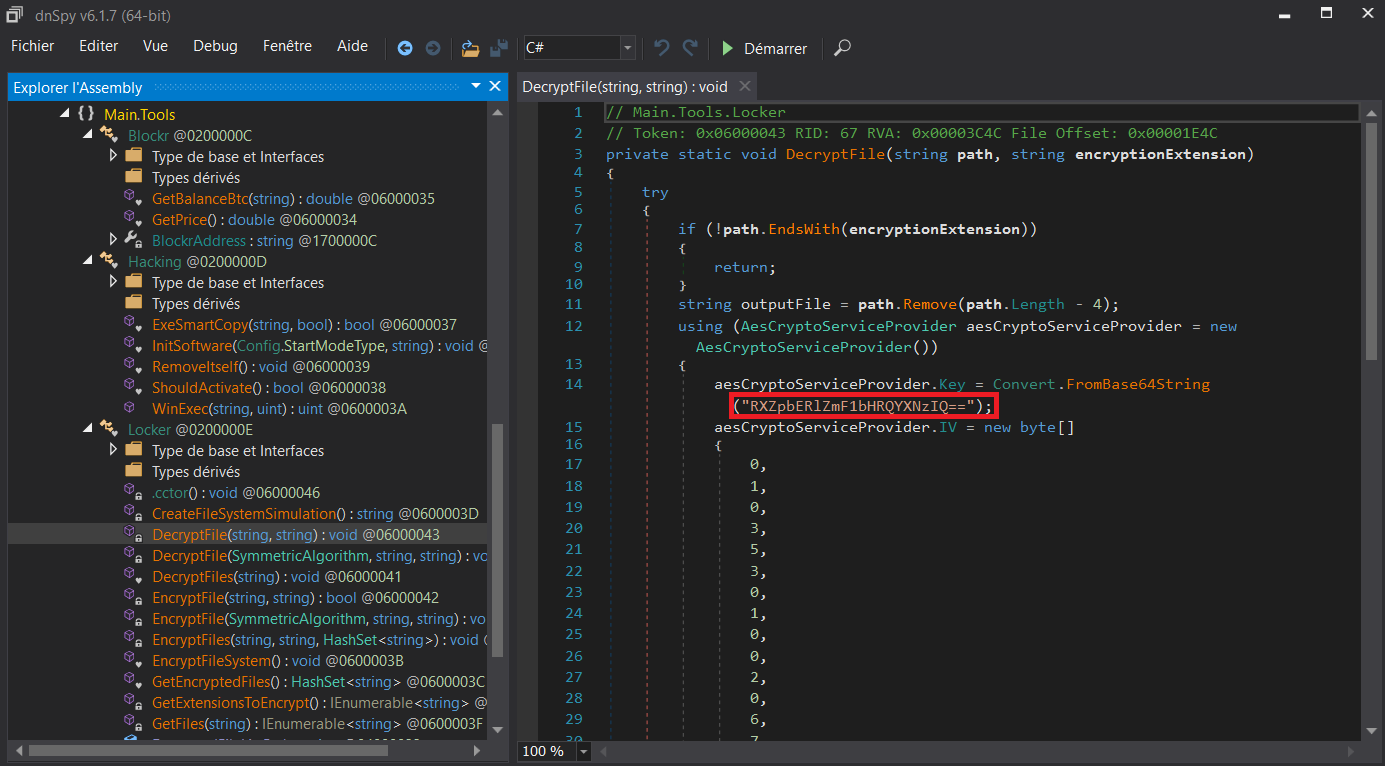 dnSpy v6.1.7 (64-bit)
Fichier Editer Vue Debug Fenêtre Aide C# Démarrer
Explorer l'Assembly
{ } Main.Tools
Blockr @0200000C
Type de base et Interfaces
Types dérivés
GetBalanceBtc(string) : double @06000035
GetPrice() : double @06000034
BlockrAddress : string @1700000C
Hacking @0200000D
Type de base et Interfaces
Types dérivés
ExeSmartCopy(string, bool) : bool @06000037
InitSoftware(Config.StartModeType, string) : void @
RemoveItself() : void @06000039
ShouldActivate() : bool @06000038
WinExec(string, uint) : uint @0600003A
Locker @0200000E
Type de base et Interfaces
Types dérivés
.cctor() : void @06000046
CreateFileSystemSimulation() : string @0600003D
DecryptFile(string, string) : void @06000043
DecryptFile(SymmetricAlgorithm, string, string) : vo
DecryptFiles(string) : void @06000041
EncryptFile(string, string) : bool @06000042
EncryptFile(SymmetricAlgorithm, string, string) : vo
EncryptFiles(string, string, HashSet<string>) : void
EncryptFileSystem() : void @0600003B
GetEncryptedFiles() : HashSet<string> @0600003C
GetExtensionsToEncrypt() : IEnumerable<string> @
GetFiles(string) : IEnumerable<string> @0600003F
DecryptFile(string, string) : void
1 // Main.Tools.Locker
2 // Token: 0x06000043 RID: 67 RVA: 0x00003C4C File Offset: 0x00001E4C
3 private static void DecryptFile(string path, string encryptionExtension)
4 {
5 try
6 {
7 if (!path.EndsWith(encryptionExtension))
8 {
9 return;
10 }
11 string outputFile = path.Remove(path.Length - 4);
12 using (AesCryptoServiceProvider aesCryptoServiceProvider = new
AesCryptoServiceProvider())
13 {
14 aesCryptoServiceProvider.Key = Convert.FromBase64String
("RXZpbERlZmF1bHRQYXNzIQ==");
15 aesCryptoServiceProvider.IV = new byte[]
16 {
17 0,
18 1,
19 0,
20 3,
21 5,
22 3,
23 0,
24 1,
25 0,
26 0,
27 2,
28 0,
29 6,
30 7
100 %